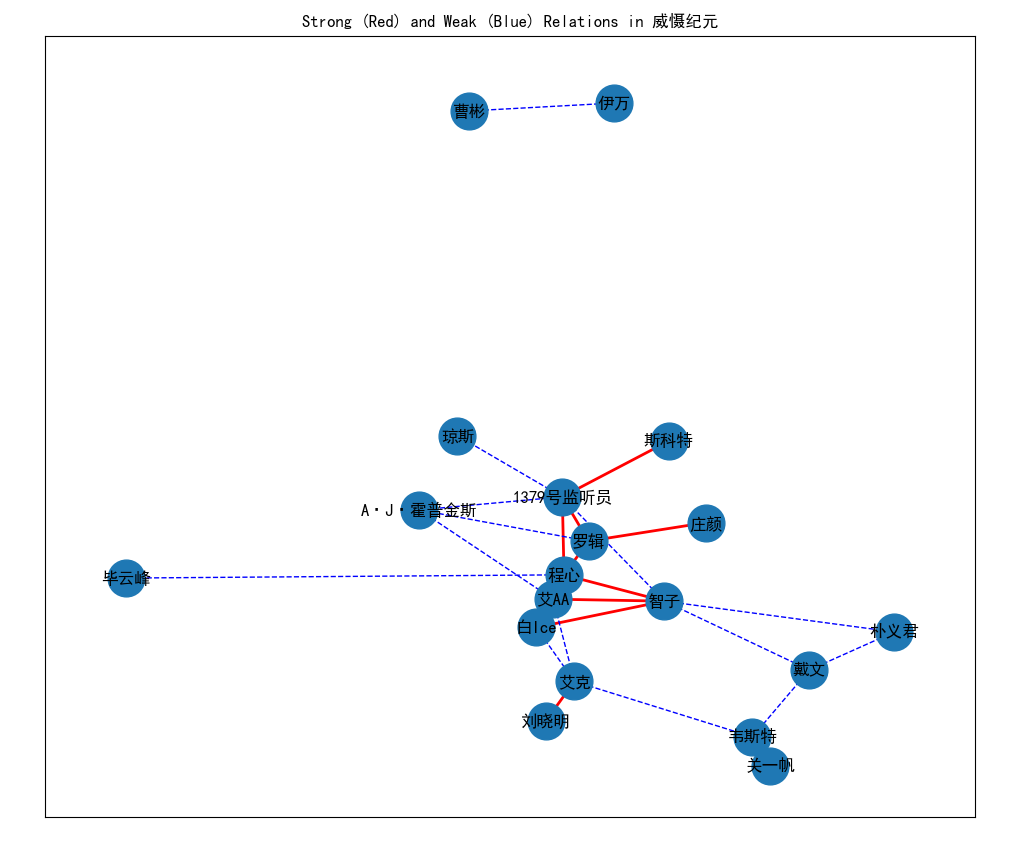 Strong (Red) and Weak (Blue) Relations in 威慑纪元
曹彬
伊万
琼斯
斯科特
1379号监听员
A·J·霍普金斯
庄颜
罗辑
程心
毕云峰
艾AA
智子
白Ice
朴义君
戴文
艾克
刘晓明
韦斯特
关一帆